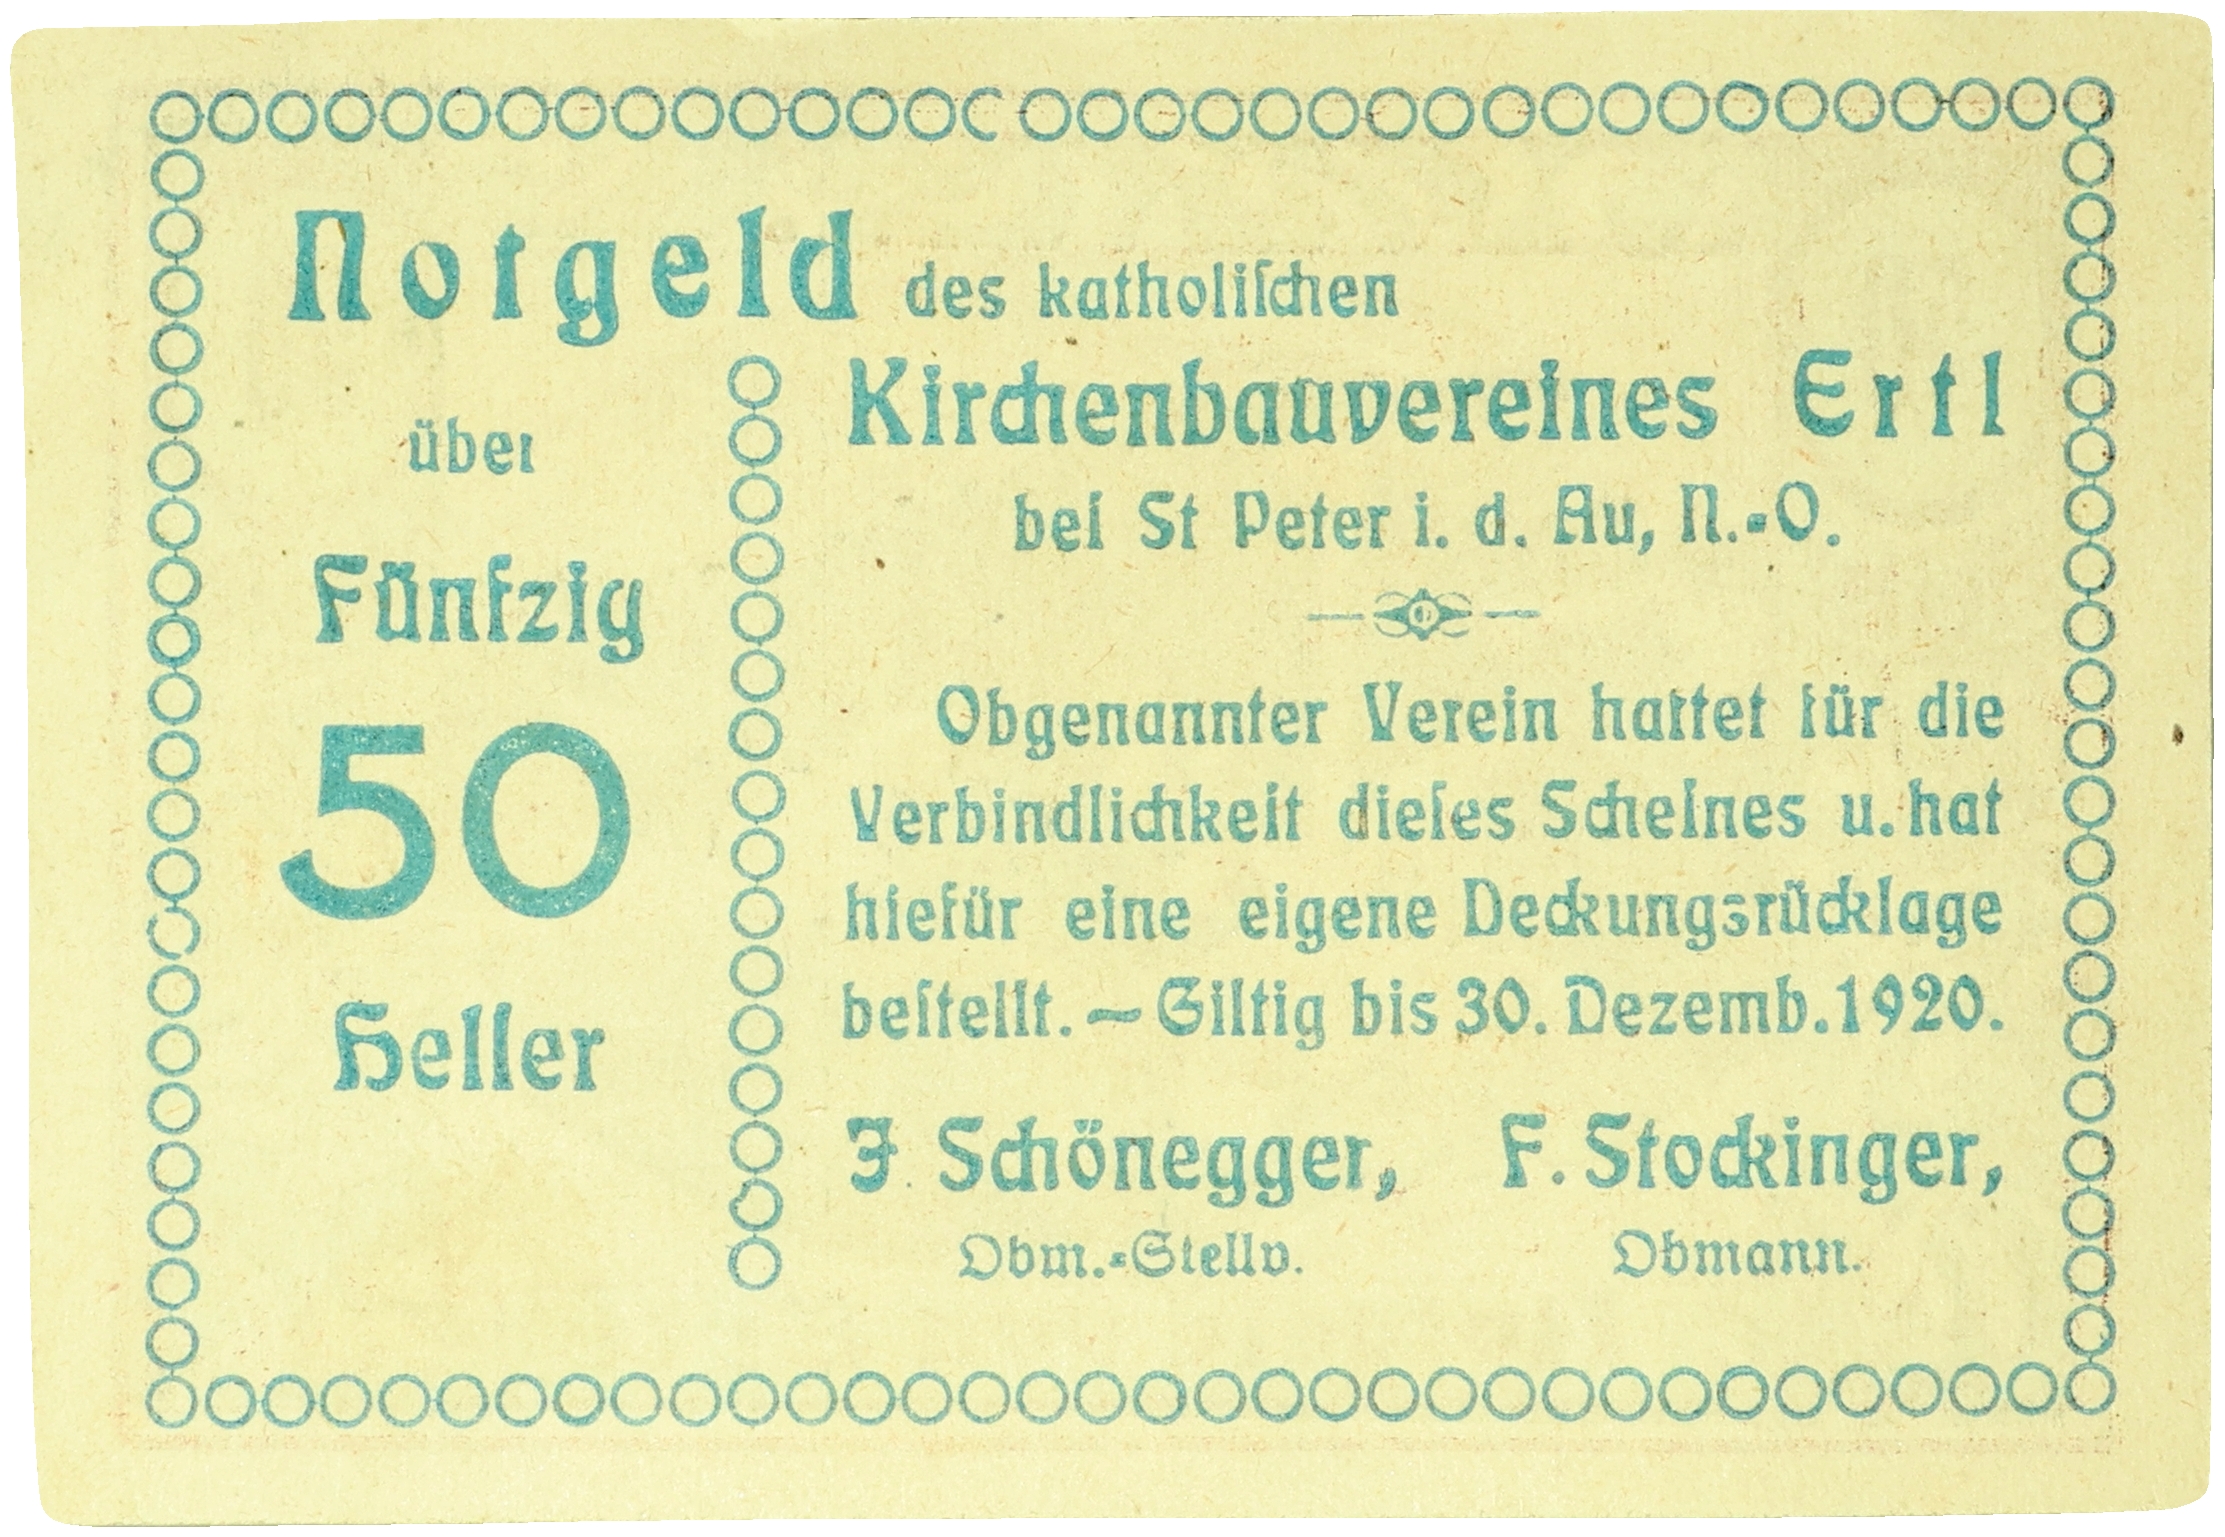 Notgeld des katholiſchen
Kirchenbauvereines Ertl
bei St Peter i. d. Au, N.-O.
über
Fünfzig
50
Heller
Obgenannter Verein haftet für die
Verbindlichkeit dieſes Scheines u. hat
hiefür eine eigene Deckungsrücklage
beſtellt. — Giltig bis 30. Dezemb. 1920.
J. Schönegger, F. Stockinger,
Obm.-Stellv. Obmann.